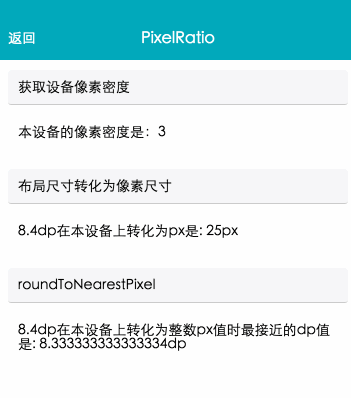 返回
PixelRatio
获取设备像素密度
本设备的像素密度是：3
布局尺寸转化为像素尺寸
8.4dp在本设备上转化为px是: 25px
roundToNearestPixel
8.4dp在本设备上转化为整数px值时最接近的dp值
是: 8.333333333333334dp